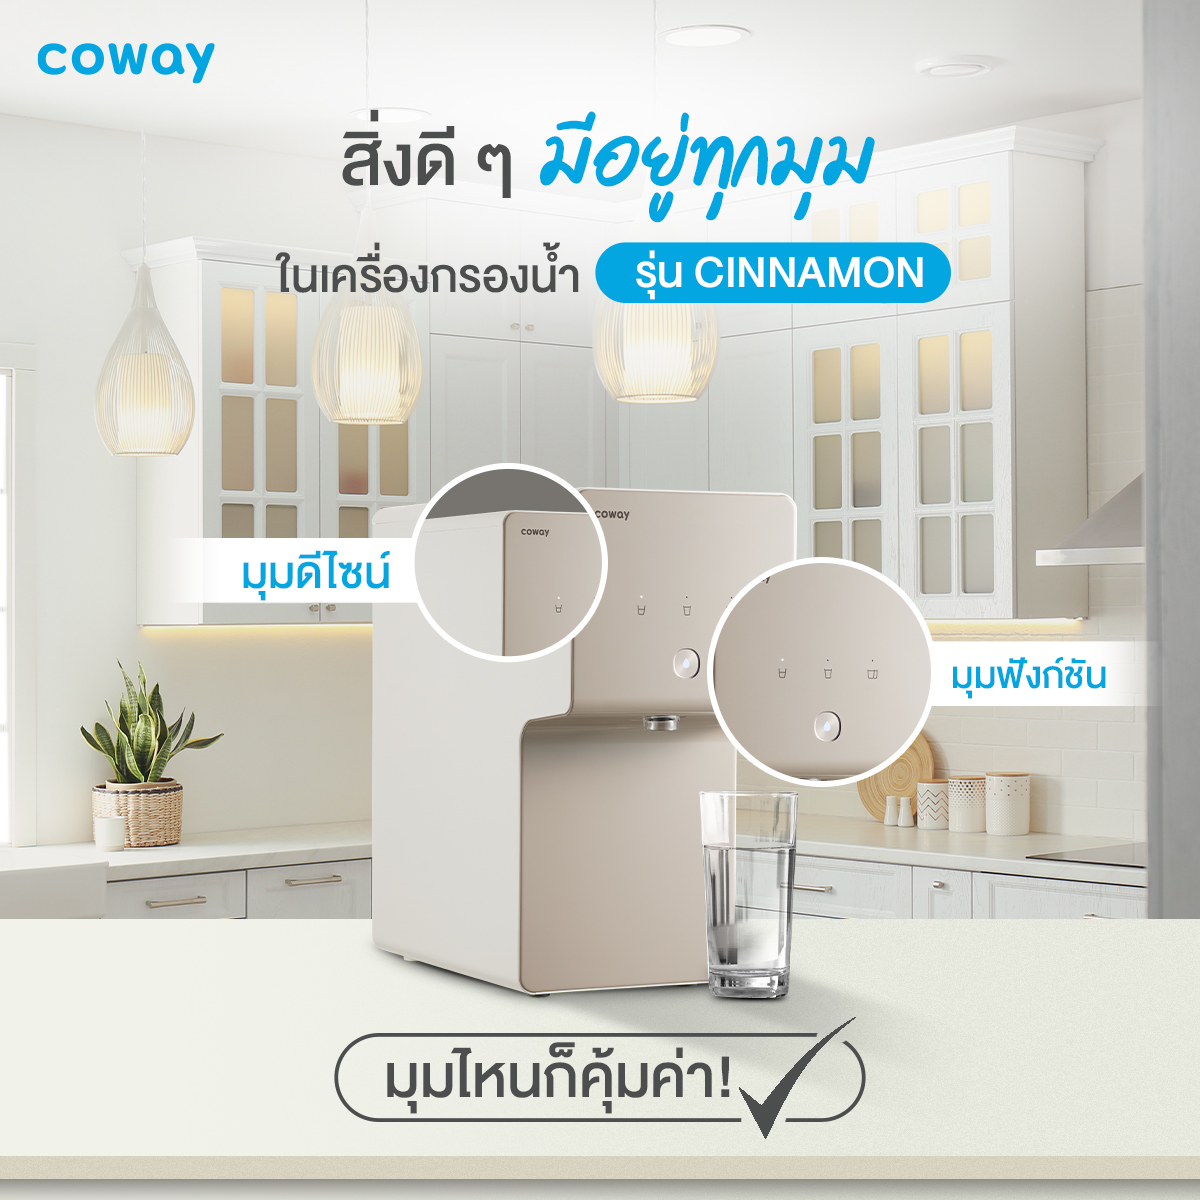 coway
สิ่งดี ๆ มีอยู่ทุกมุม
ในเครื่องกรองน้ำ รุ่น CINNAMON
coway
coway
มุมดีไซน์
มุมฟังก์ชัน
มุมไหนก็คุ้มค่า!